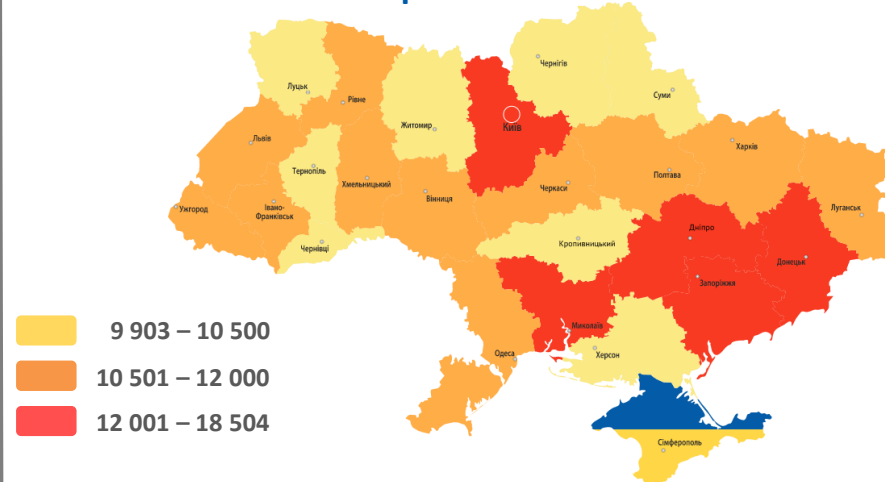 Чернігів
Луцьк
Суми
Рівне
Київ
Житомир
Львів
Харків
Тернопіль
Полтава
Хмельницький
Черкаси
Вінниця
Ужгород
Івано-
Франківськ
Луганськ
Дніпро
Чернівці
Кропивницький
Донецьк
Запоріжжя
Миколаїв
Одеса
Херсон
9 903 – 10 500
10 501 – 12 000
12 001 – 18 504
Сімферополь